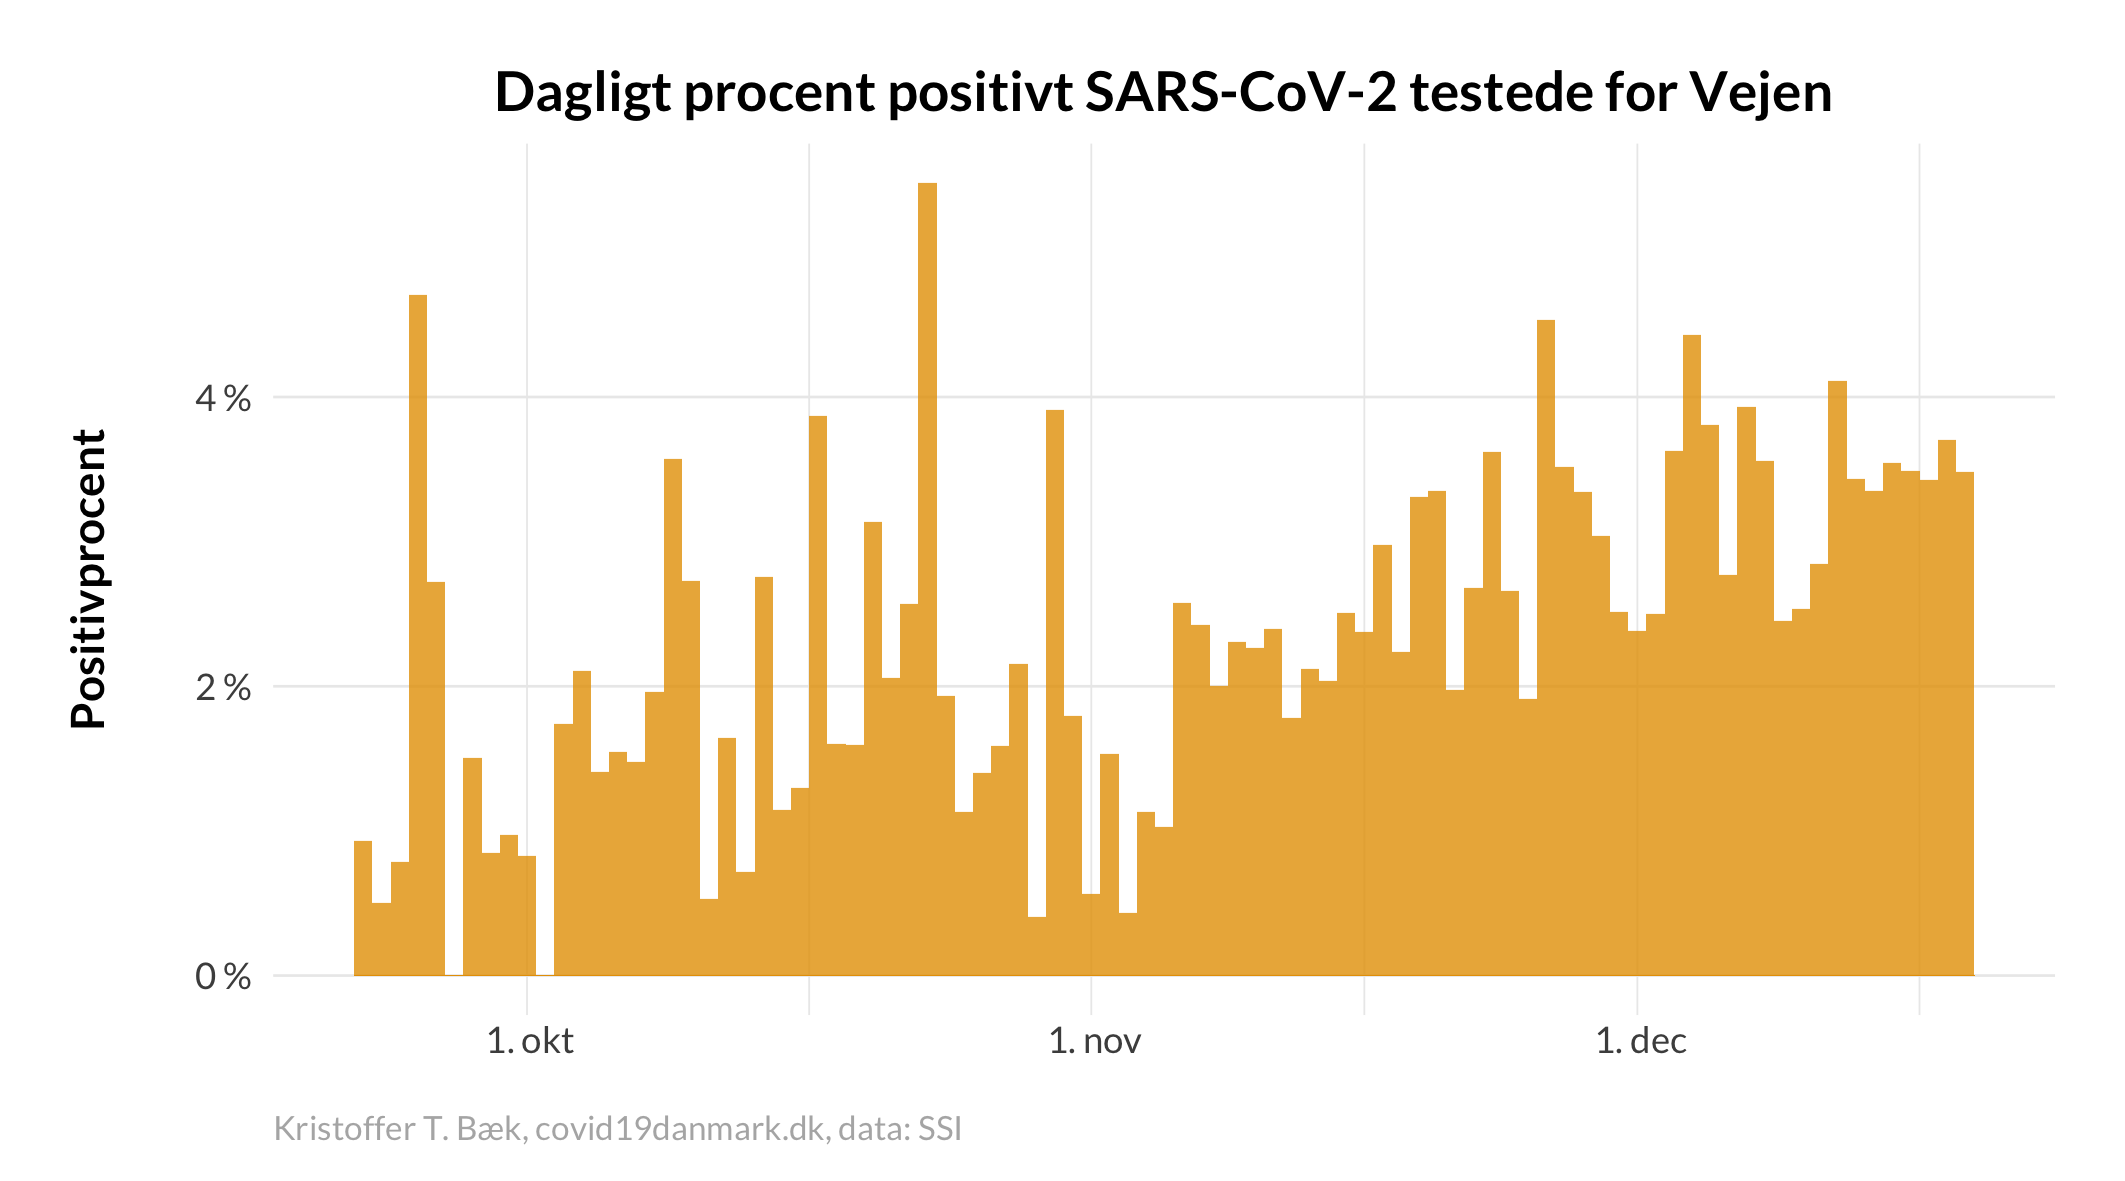 Dagligt procent positivt SARS-CoV-2 testede for Vejen
Positivprocent
4 %
2 %
0 %
1. okt
1. nov
1. dec
Kristoffer T. Bæk, covid19danmark.dk, data: SSI